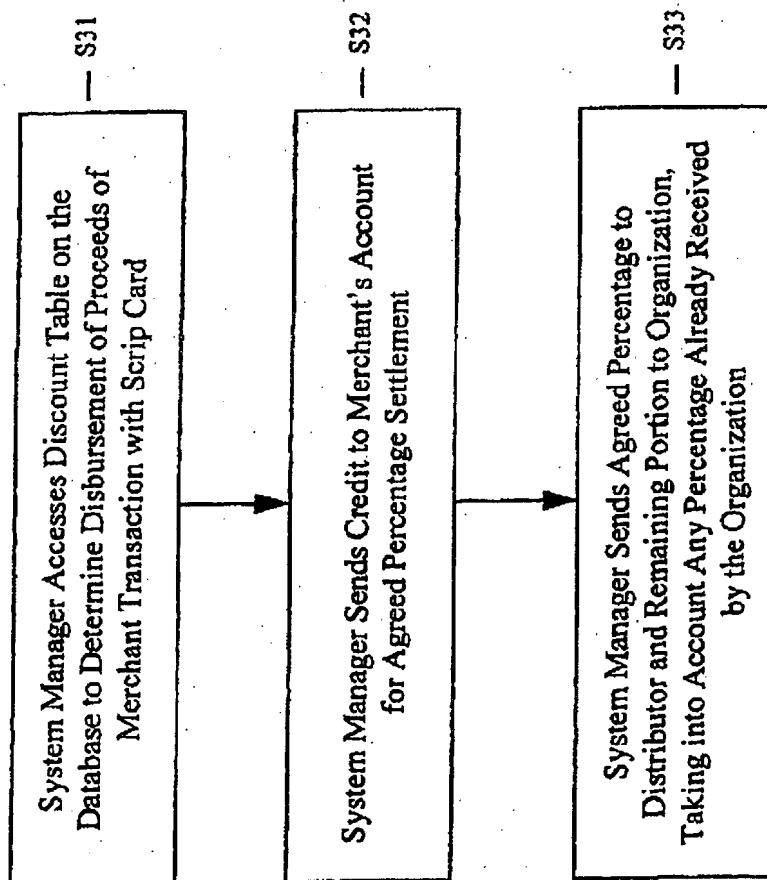 System Manager Accesses Discount Table on the
Database to Determine Disbursement of Proceeds of
Merchant Transaction with Scrip Card
S31
System Manager Sends Credit to Merchant's Account
for Agreed Percentage Settlement
S32
System Manager Sends Agreed Percentage to
Distributor and Remaining Portion to Organization,
Taking into Account Any Percentage Already Received
by the Organization
S33